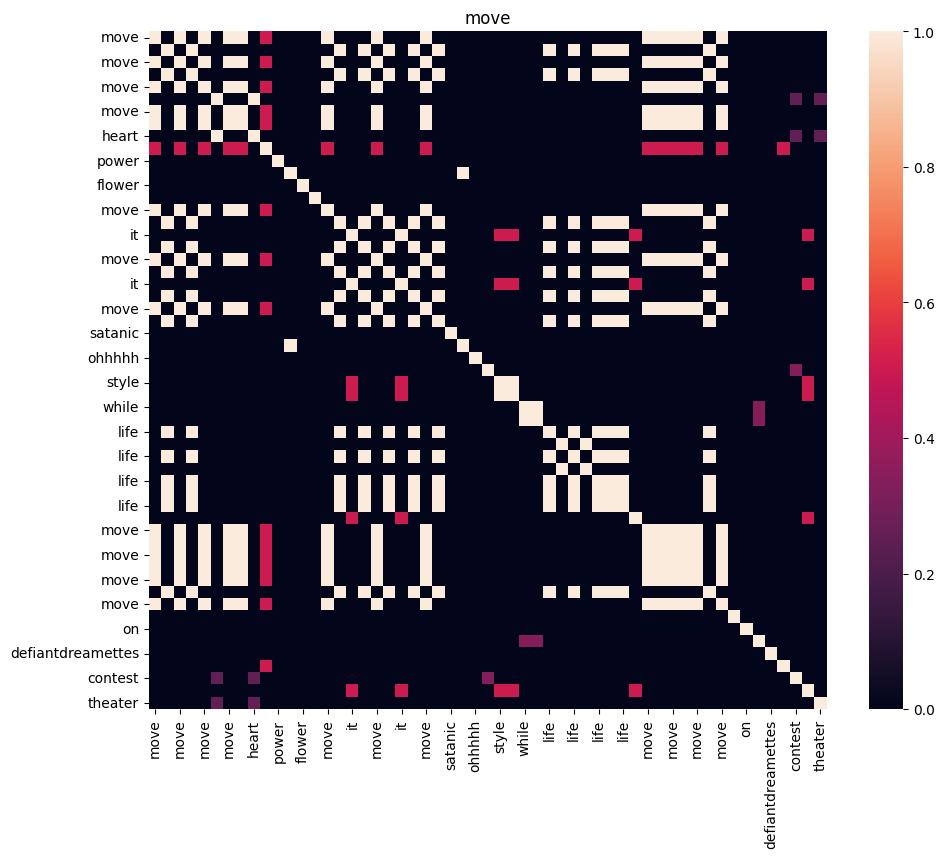 move
move
move
move
move
heart
power
flower
move
it
move
it
move
satanic
ohhhhh
style
while
life
life
life
life
move
move
move
move
on
defiantdreamettes
contest
theater
1.0
0.8
0.6
0.4
0.2
0.0
move
move
move
move
heart
power
flower
move
it
move
it
move
satanic
ohhhhh
style
while
life
life
life
life
move
move
move
move
on
defiantdreamettes
contest
theater